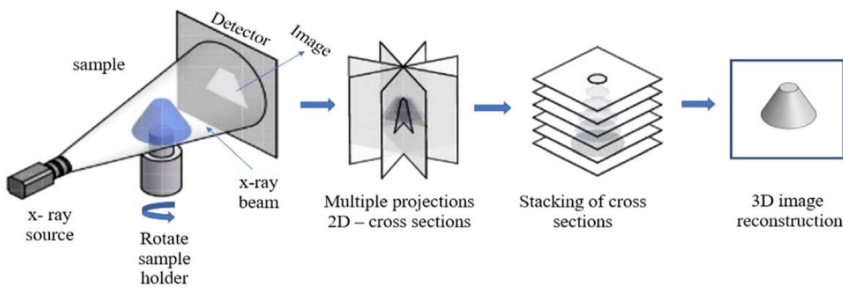 Detector
Image
sample
x-ray
beam
x- ray
source
Rotate
sample
holder
Multiple projections
2D – cross sections
Stacking of cross
sections
3D image
reconstruction